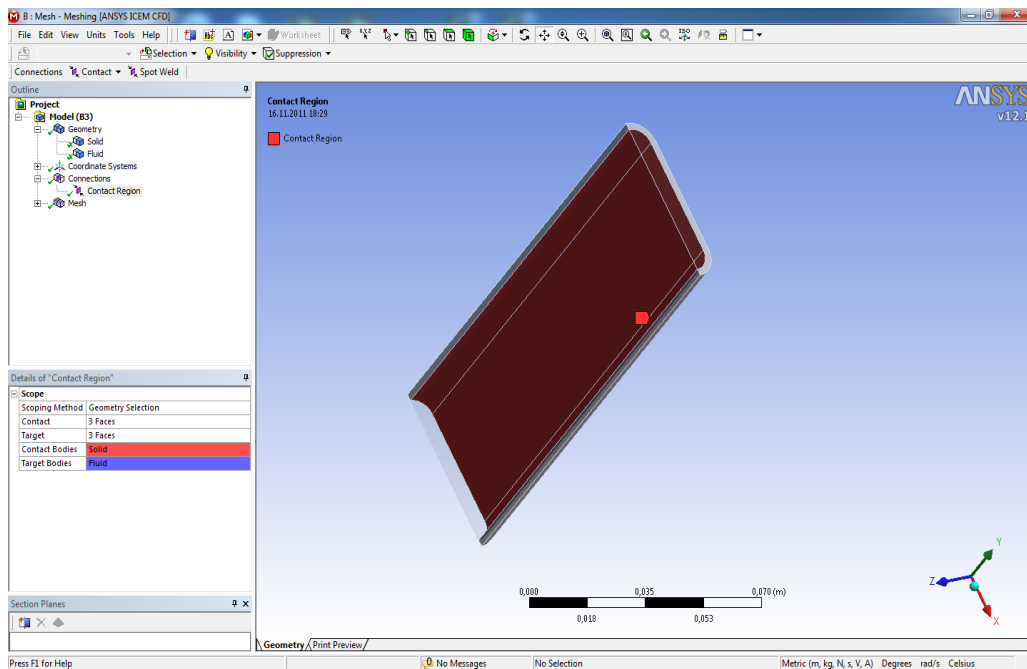 B : Mesh - Meshing [ANSYS ICEM CFD]
File Edit View Units Tools Help Worksheet
Selection Visibility Suppression
Connections Contact Spot Weld
Outline
Project
Model (B3)
Geometry
Solid
Fluid
Coordinate Systems
Connections
Contact Region
Mesh
Details of "Contact Region"
Scope
Scoping Method Geometry Selection
Contact 3 Faces
Target 3 Faces
Contact Bodies Solid
Target Bodies Fluid
Section Planes
Contact Region
16.11.2011 18:29
Contact Region
ANSYS
v12.1
Y
Z
X
0,000 0,035 0,070 (m)
0,018 0,053
Geometry Print Preview
Press F1 for Help 0 No Messages No Selection Metric (m, kg, N, s, V, A) Degrees rad/s Celsius